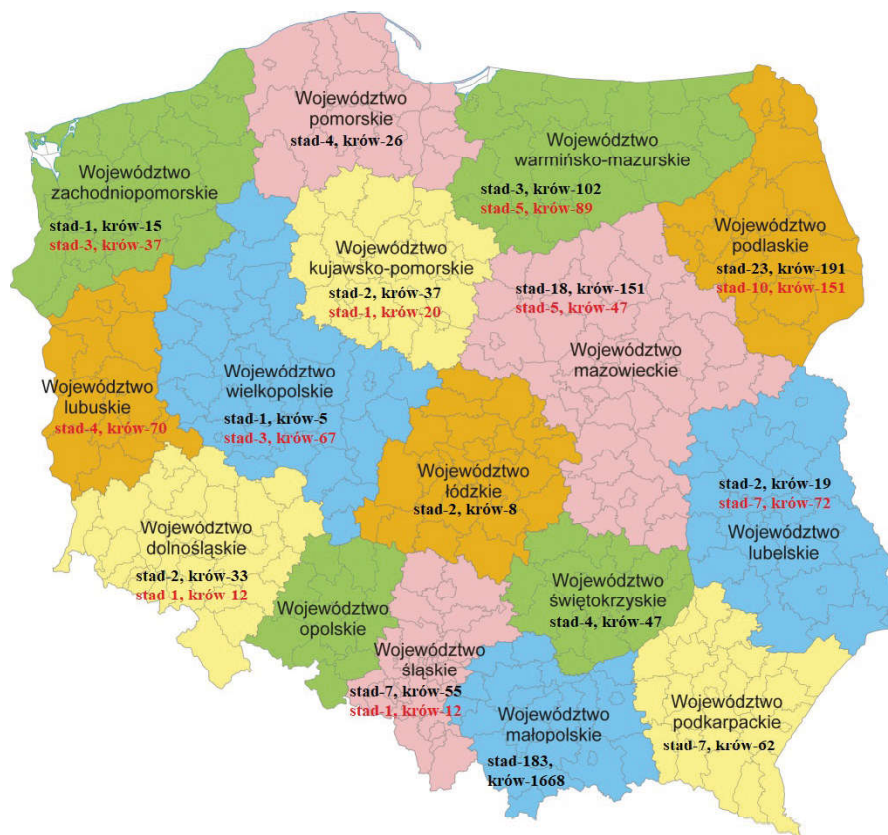 Województwo
pomorskie
stad-4, krów-26
Województwo
warmińsko-mazurskie
stad-3, krów-102
stad-5, krów-89
Województwo
zachodniopomorskie
stad-1, krów-15
stad-3, krów-37
Województwo
podlaskie
stad-23, krów-191
stad-10, krów-151
Województwo
kujawsko-pomorskie
stad-2, krów-37
stad-1, krów-20
stad-18, krów-151
stad-5, krów-47
Województwo
mazowieckie
Województwo
lubuskie
stad-4, krów-70
Województwo
wielkopolskie
stad-1, krów-5
stad-3, krów-67
Województwo
łódzkie
stad-2, krów-8
stad-2, krów-19
stad-7, krów-72
Województwo
lubelskie
Województwo
dolnośląskie
stad-2, krów-33
stad-1, krów 12
Województwo
opolskie
Województwo
śląskie
stad-7, krów-55
stad-1, krów-12
Województwo
świętokrzyskie
stad-4, krów-47
Województwo
małopolskie
stad-183,
krów-1668
Województwo
podkarpackie
stad-7, krów-62